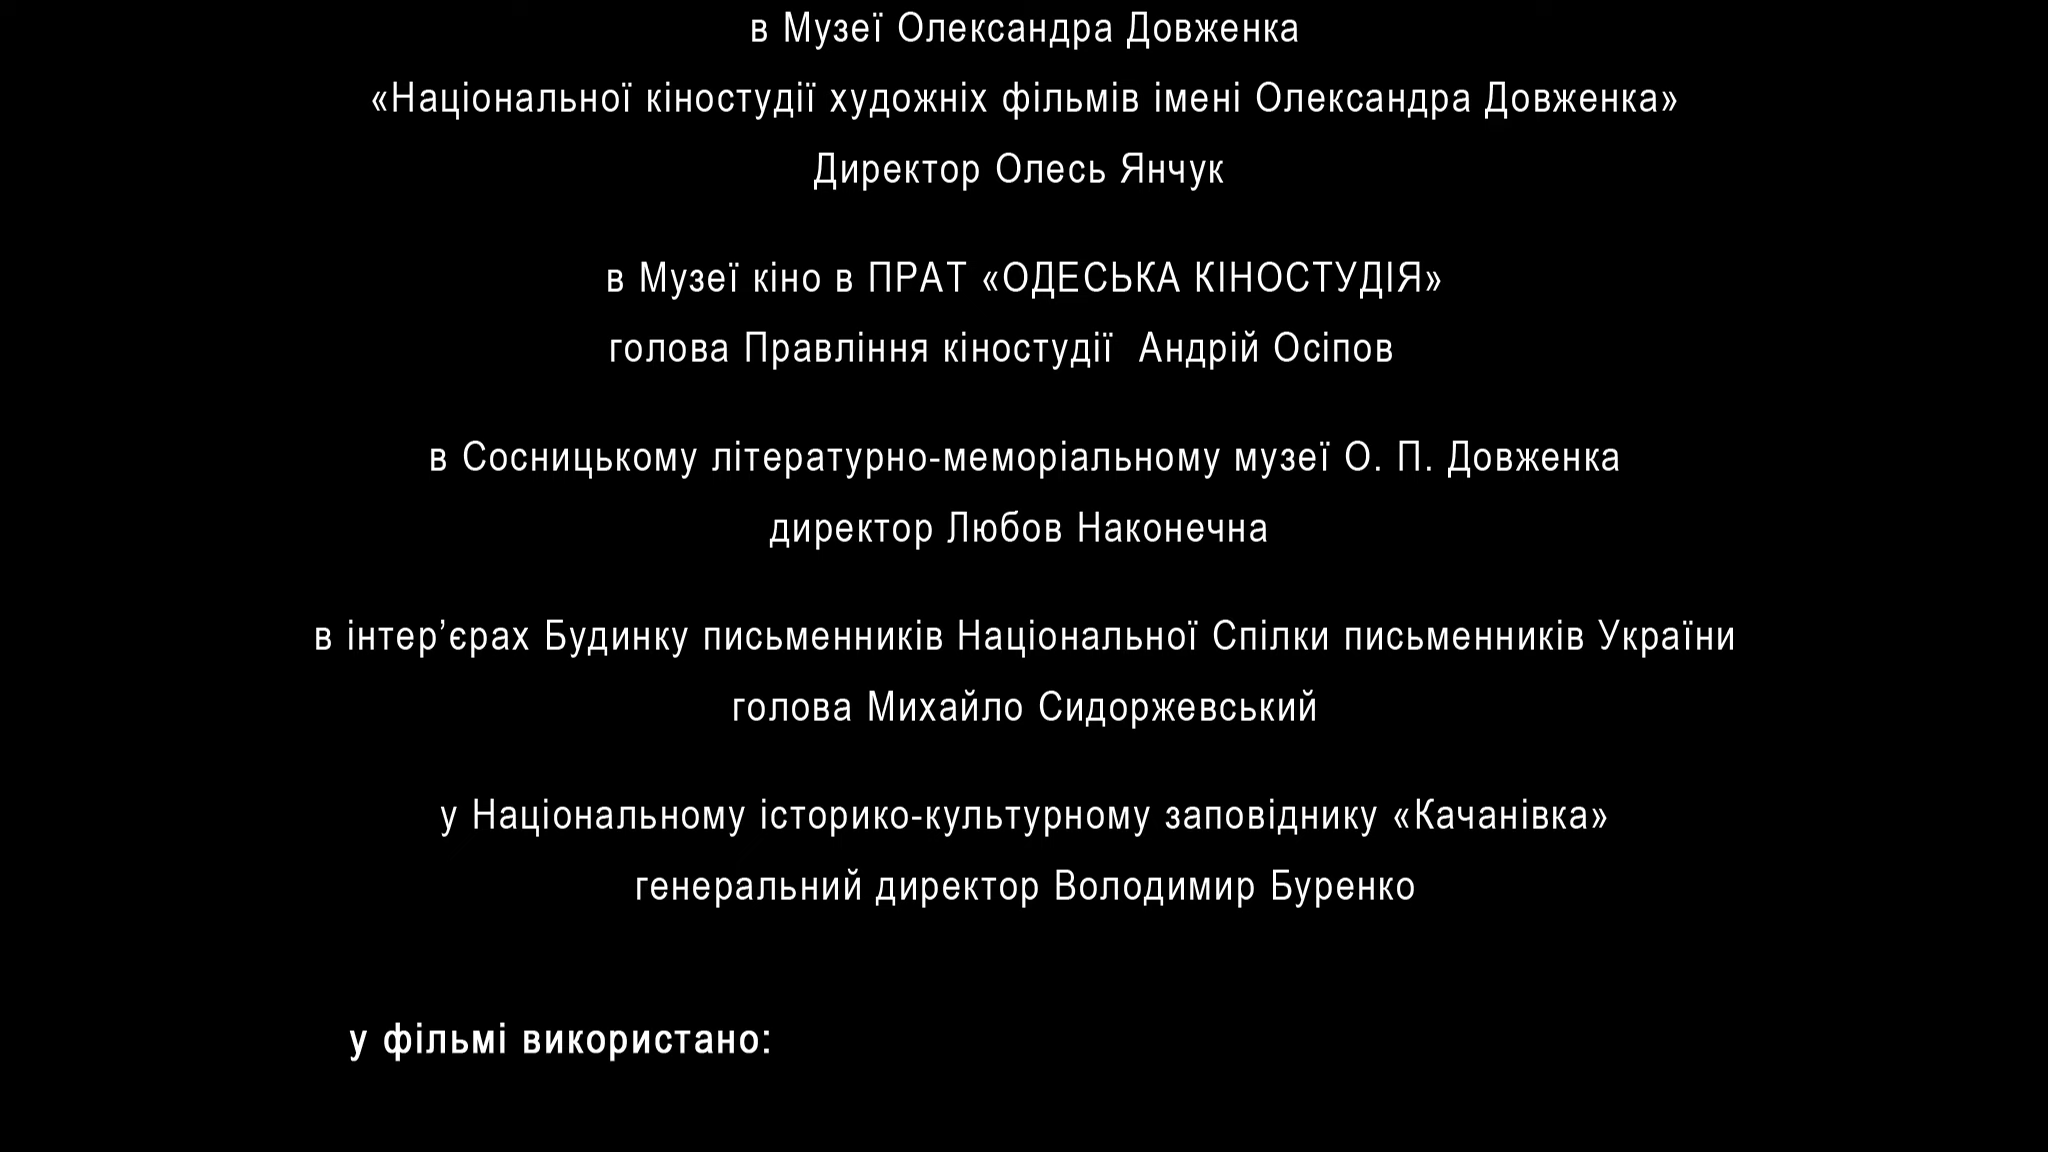 в Музеї Олександра Довженка
«Національної кіностудії художніх фільмів імені Олександра Довженка»
Директор Олесь Янчук
в Музеї кіно в ПРАТ «ОДЕСЬКА КІНОСТУДІЯ»
голова Правління кіностудії  Андрій Осіпов
в Сосницькому літературно-меморіальному музеї О. П. Довженка
директор Любов Наконечна
в інтер’єрах Будинку письменників Національної Спілки письменників України
голова Михайло Сидоржевський
у Національному історико-культурному заповіднику «Качанівка»
генеральний директор Володимир Буренко
у фільмі використано: